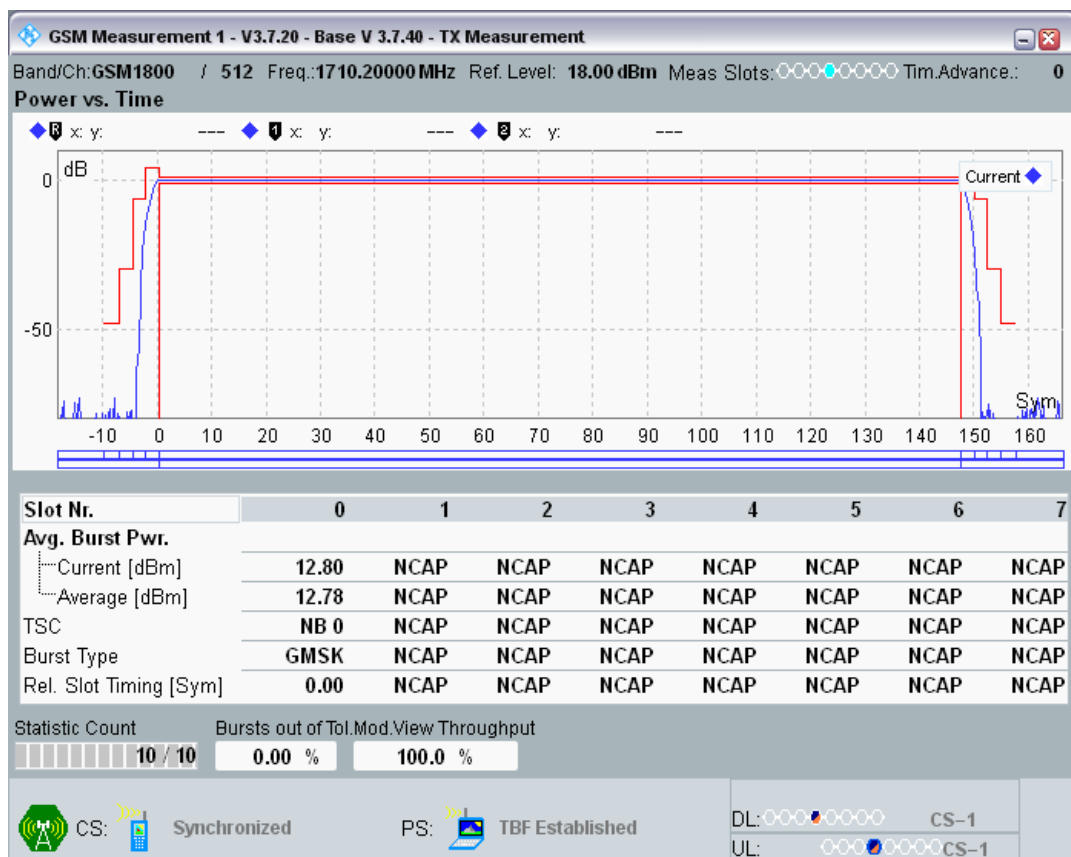 GSM Measurement 1 - V3.7.20 - Base V 3.7.40 - TX Measurement
Band/Ch:GSM1800 / 512 Freq.:1710.20000 MHz Ref. Level: 18.00 dBm Meas Slots: Tim.Advance.: 0
Power vs. Time
R x: y: --- 1 x: y: --- 2 x: y: ---
dB
Current
0
-50
Sym
-10 0 10 20 30 40 50 60 70 80 90 100 110 120 130 140 150 160
Slot Nr. 0 1 2 3 4 5 6 7
Avg. Burst Pwr.
Current [dBm] 12.80 NCAP NCAP NCAP NCAP NCAP NCAP NCAP
Average [dBm] 12.78 NCAP NCAP NCAP NCAP NCAP NCAP NCAP
TSC NB 0 NCAP NCAP NCAP NCAP NCAP NCAP NCAP
Burst Type GMSK NCAP NCAP NCAP NCAP NCAP NCAP NCAP
Rel. Slot Timing [Sym] 0.00 NCAP NCAP NCAP NCAP NCAP NCAP NCAP
Statistic Count Bursts out of Tol.Mod.View Throughput
10 / 10 0.00 % 100.0 %
CS: Synchronized PS: TBF Established DL: CS-1
UL: CS-1